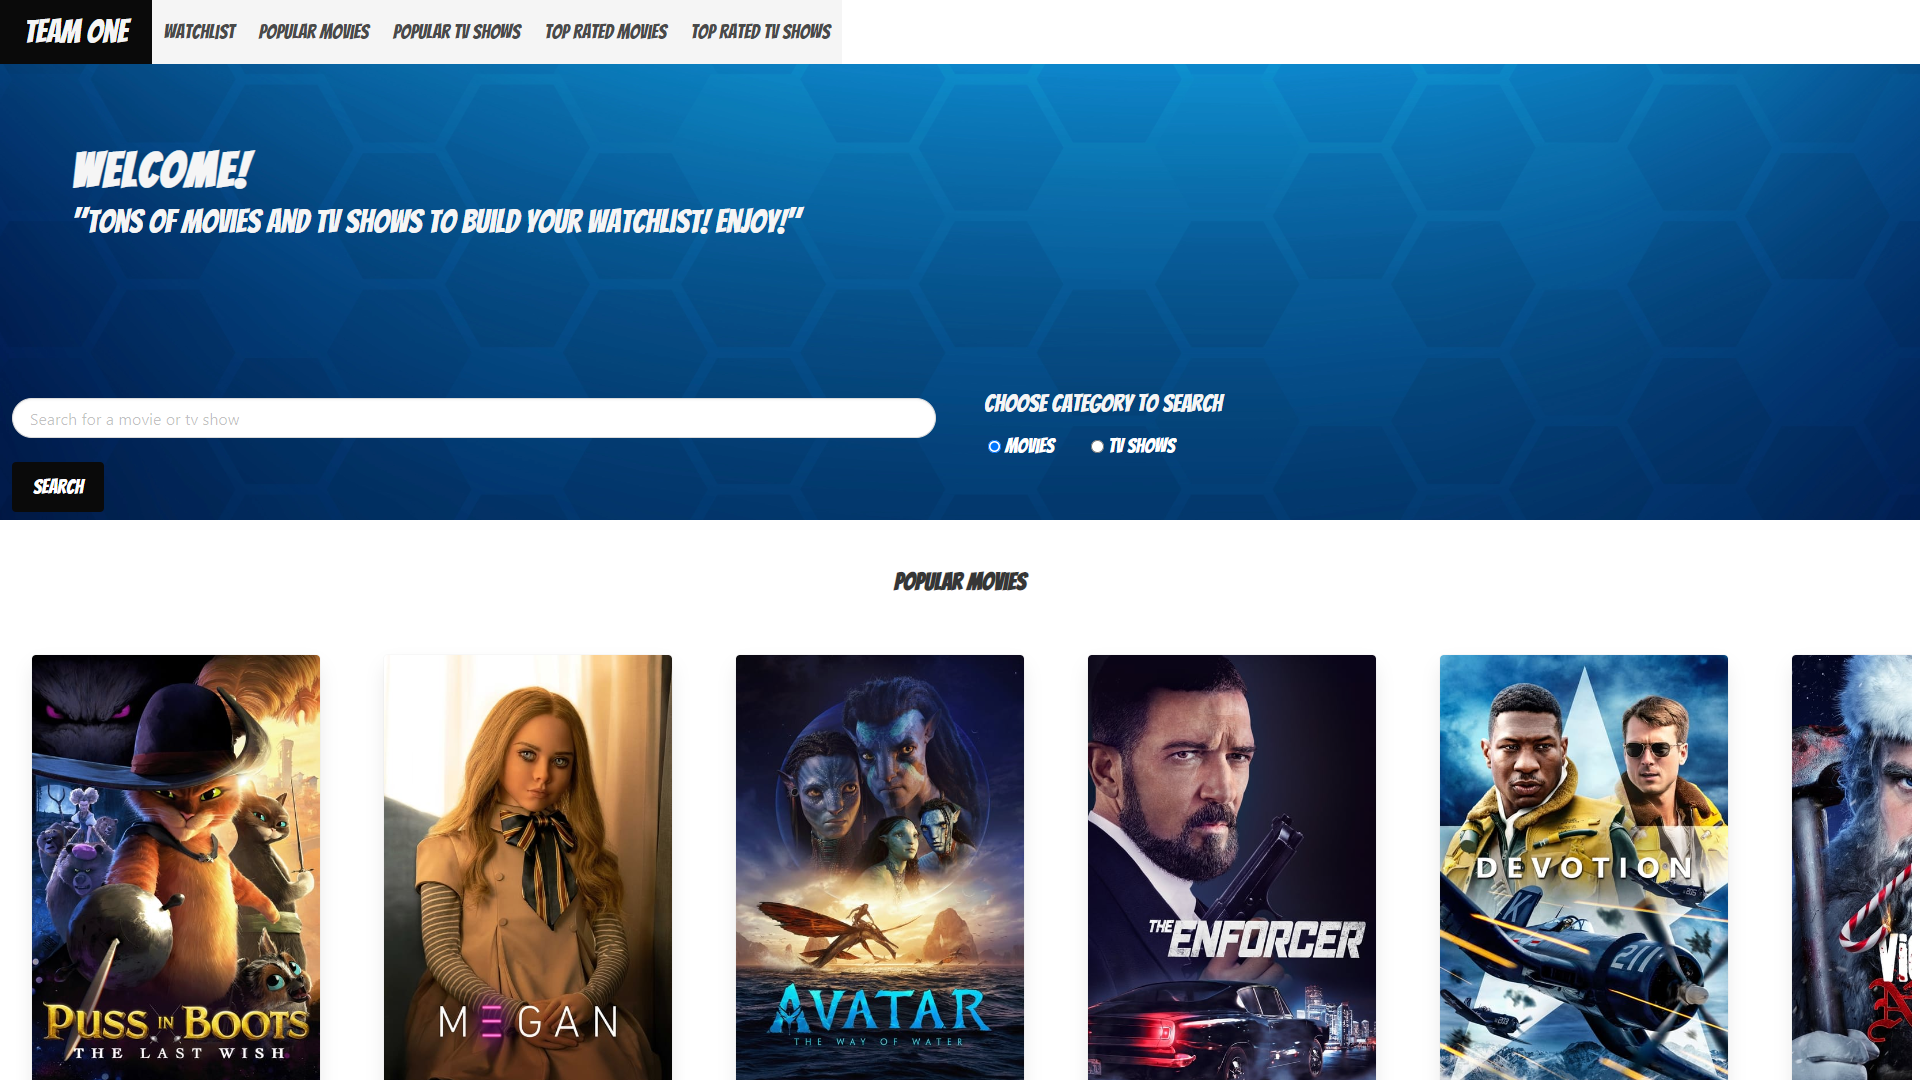 TEAM ONE
WATCHLIST
POPULAR MOVIES
POPULAR TV SHOWS
TOP RATED MOVIES
TOP RATED TV SHOWS
WELCOME!
"TONS OF MOVIES AND TV SHOWS TO BUILD YOUR WATCHLIST! ENJOY!"
Search for a movie or tv show
CHOOSE CATEGORY TO SEARCH
MOVIES
TV SHOWS
SEARCH
POPULAR MOVIES
PUSS IN BOOTS
THE LAST WISH
MEGAN
AVATAR
THE WAY OF WATER
THE ENFORCER
DEVOTION
K
211